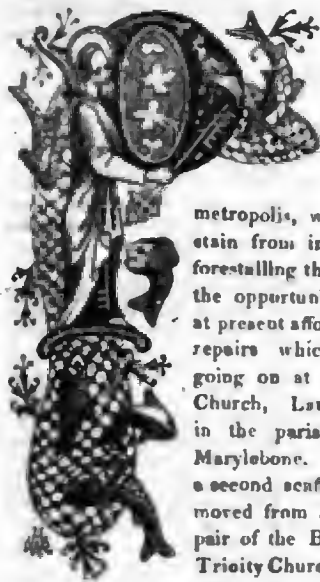 P
metropolis, w
stain from in
forestalling th
the opportuni
at present affo
repairs whic
going on at
Church, Lau
in the paris
Marylebone.
a second scaf
moved from
pair of the B
Trinity Churc